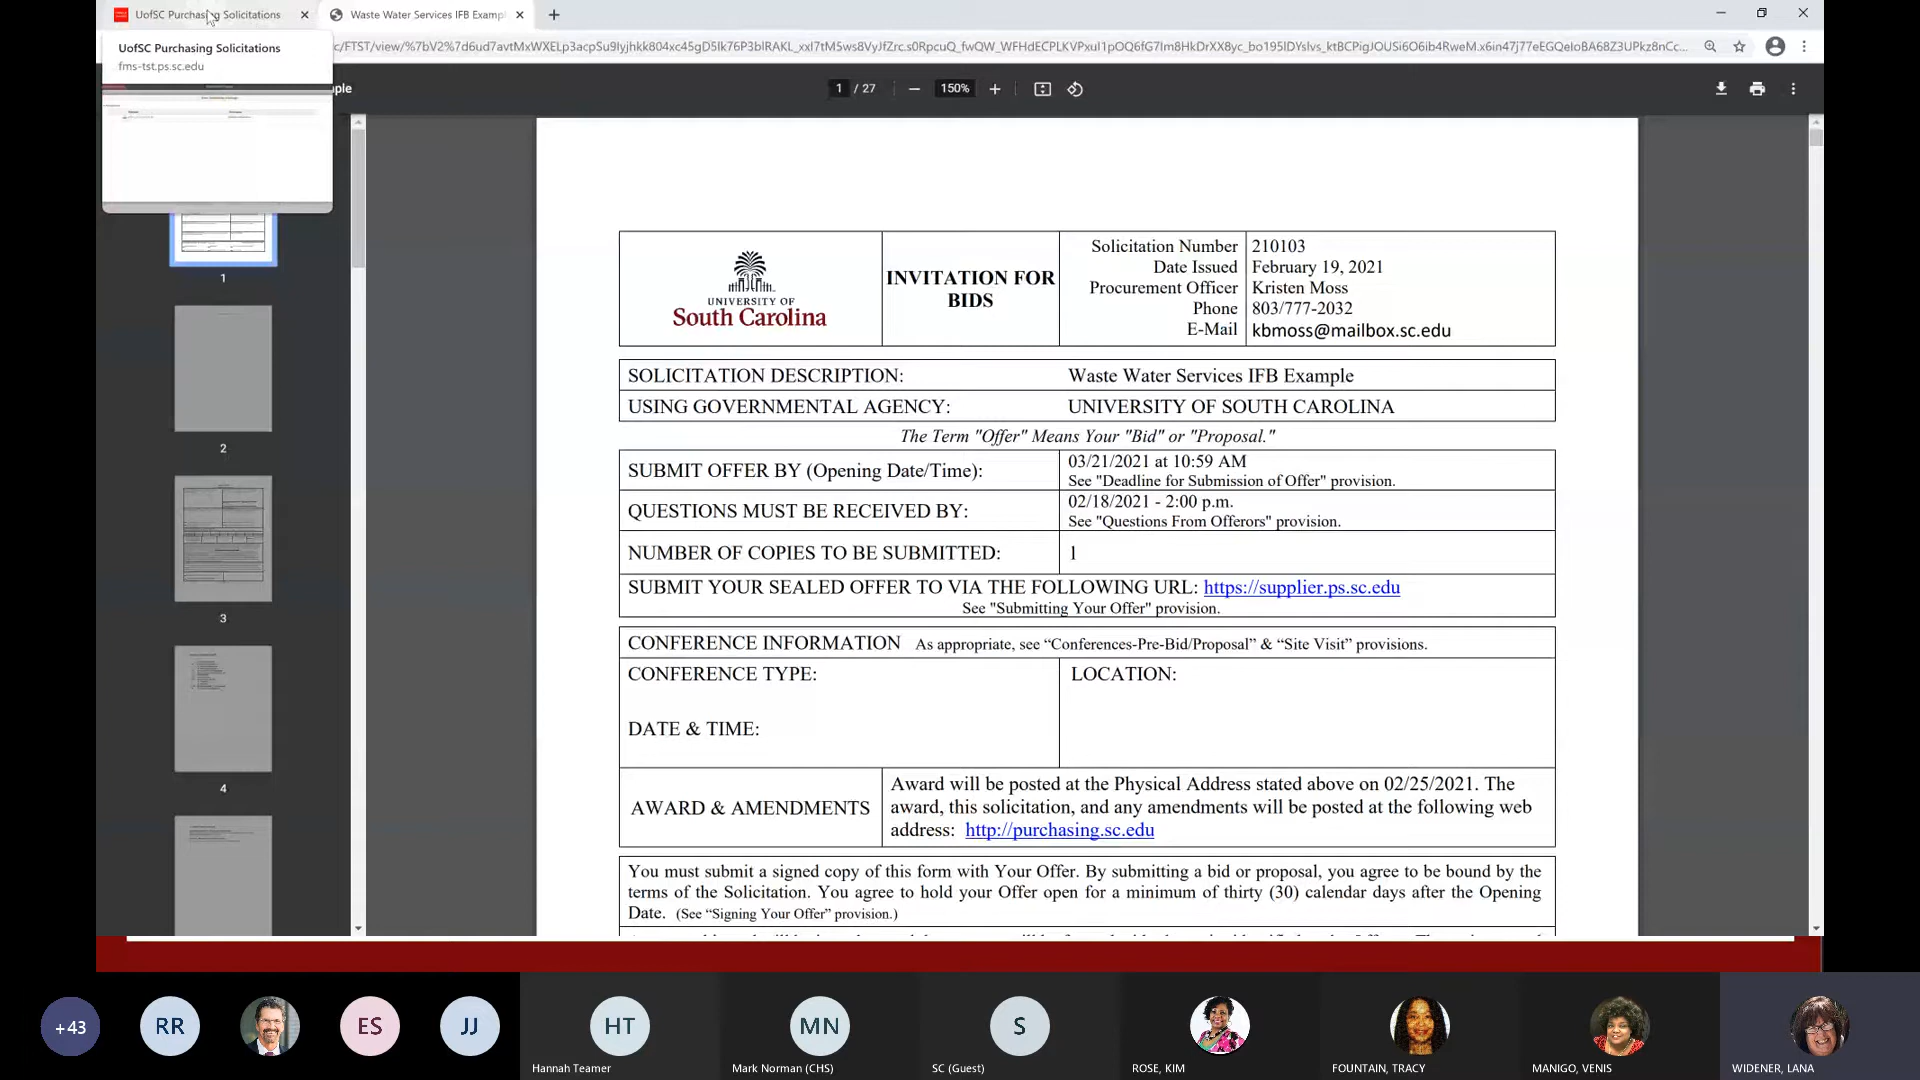 UofSC Purchasing Solicitations
Waste Water Services IFB Examp
UofSC Purchasing Solicitations
fms-tst.ps.sc.edu
ple
1 / 27
150%
1
2
3
4
UNIVERSITY OF
South Carolina
INVITATION FOR
BIDS
Solicitation Number 210103
Date Issued February 19, 2021
Procurement Officer Kristen Moss
Phone 803/777-2032
E-Mail kbmoss@mailbox.sc.edu
SOLICITATION DESCRIPTION: Waste Water Services IFB Example
USING GOVERNMENTAL AGENCY: UNIVERSITY OF SOUTH CAROLINA
The Term "Offer" Means Your "Bid" or "Proposal."
SUBMIT OFFER BY (Opening Date/Time): 03/21/2021 at 10:59 AM
See "Deadline for Submission of Offer" provision.
QUESTIONS MUST BE RECEIVED BY: 02/18/2021 - 2:00 p.m.
See "Questions From Offerors" provision.
NUMBER OF COPIES TO BE SUBMITTED: 1
SUBMIT YOUR SEALED OFFER TO VIA THE FOLLOWING URL: https://supplier.ps.sc.edu
See "Submitting Your Offer" provision.
CONFERENCE INFORMATION As appropriate, see “Conferences-Pre-Bid/Proposal” & “Site Visit” provisions.
CONFERENCE TYPE:
DATE & TIME:
LOCATION:
AWARD & AMENDMENTS
Award will be posted at the Physical Address stated above on 02/25/2021. The
award, this solicitation, and any amendments will be posted at the following web
address: http://purchasing.sc.edu
You must submit a signed copy of this form with Your Offer. By submitting a bid or proposal, you agree to be bound by the
terms of the Solicitation. You agree to hold your Offer open for a minimum of thirty (30) calendar days after the Opening
Date. (See “Signing Your Offer” provision.)
+43
RR
ES
JJ
HT
MN
S
Hannah Teamer
Mark Norman (CHS)
SC (Guest)
ROSE, KIM
FOUNTAIN, TRACY
MANIGO, VENIS
WIDENER, LANA